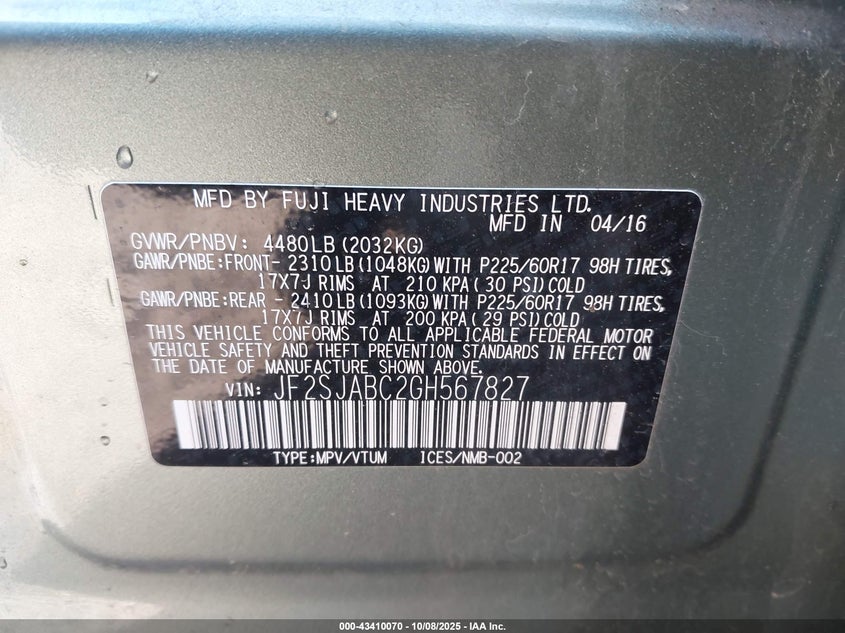 MFD BY FUJI HEAVY INDUSTRIES LTD.
MFD IN 04/16
GVWR/PNBV: 4480LB(2032KG)
GAWR/PNBE:FRONT- 2310LB(1048KG)WITH P225/60R17 98H TIRES,
17X7J RIMS AT 210 KPA(30 PSI)COLD
GAWR/PNBE:REAR - 2410LB(1093KG)WITH P225/60R17 98H TIRES,
17X7J RIMS AT 200 KPA(29 PSI)COLD
THIS VEHICLE CONFORMS TO ALL APPLICABLE FEDERAL MOTOR
VEHICLE SAFETY AND THEFT PREVENTION STANDARDS IN EFFECT ON
THE DATE OF MANUFACTURE SHOWN ABOVE.
VIN: JF2SJABC2GH567827
TYPE:MPV/VTUM ICES/NMB-002
000-43410070 - 10/08/2025 - IAA Inc.